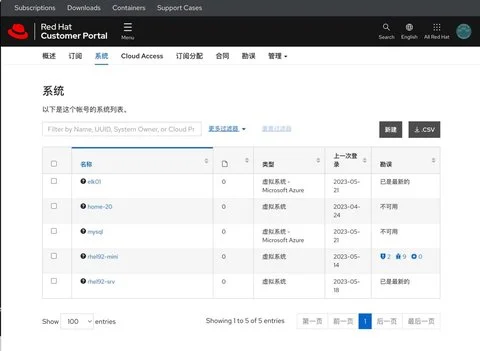 Subscriptions Downloads Containers Support Cases
Red Hat
Customer Portal
Menu
Search English All Red Hat
概述 订阅 系统 Cloud Access 订阅分配 合同 勘误 管理
系统
以下是这个帐号的系统列表。
Filter by Name, UUID, System Owner, or Cloud Pr 更多过滤器 重置过滤器 新建 .CSV
名称 类型 上一次登录 勘误
elk01 0 虚拟系统 - Microsoft Azure 2023-05-21 已是最新的
home-20 0 虚拟系统 2023-04-24 不可用
mysql 0 虚拟系统 - Microsoft Azure 2023-05-21 不可用
rhel92-mini 0 虚拟系统 2023-05-14 2 9 0
rhel92-srv 0 虚拟系统 2023-05-18 已是最新的
Show 100 entries Showing 1 to 5 of 5 entries 第一页 前一页 1 后一页 最后一页